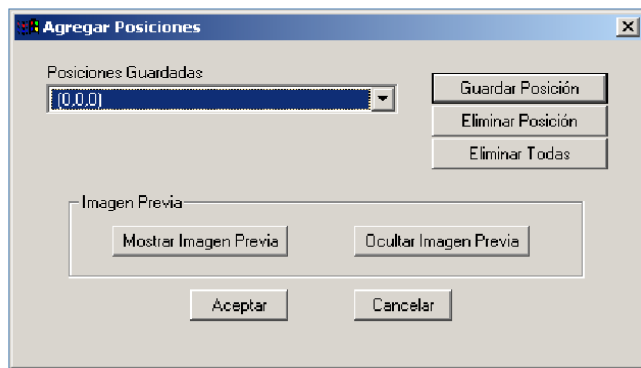 Agregar Posiciones
Posiciones Guardadas
(0,0,0)
Guardar Posición
Eliminar Posición
Eliminar Todas
Imagen Previa
Mostrar Imagen Previa
Ocultar Imagen Previa
Aceptar
Cancelar